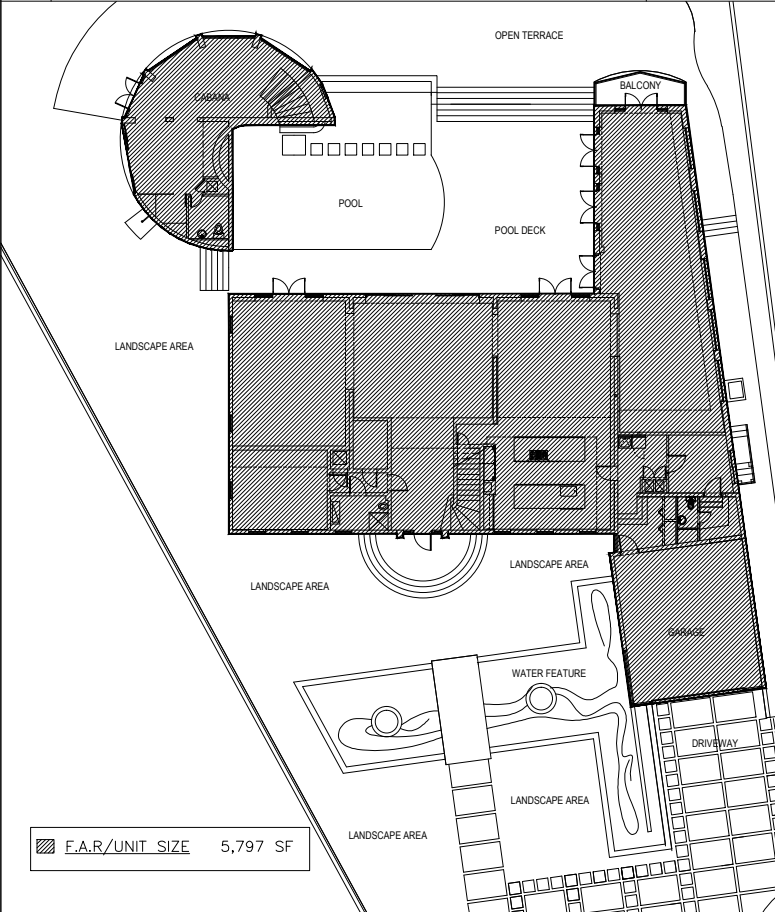 OPEN TERRACE
BALCONY
CABANA
POOL
POOL DECK
LANDSCAPE AREA
LANDSCAPE AREA
LANDSCAPE AREA
GARAGE
WATER FEATURE
DRIVEWAY
LANDSCAPE AREA
LANDSCAPE AREA
F.A.R/UNIT SIZE 5,797 SF